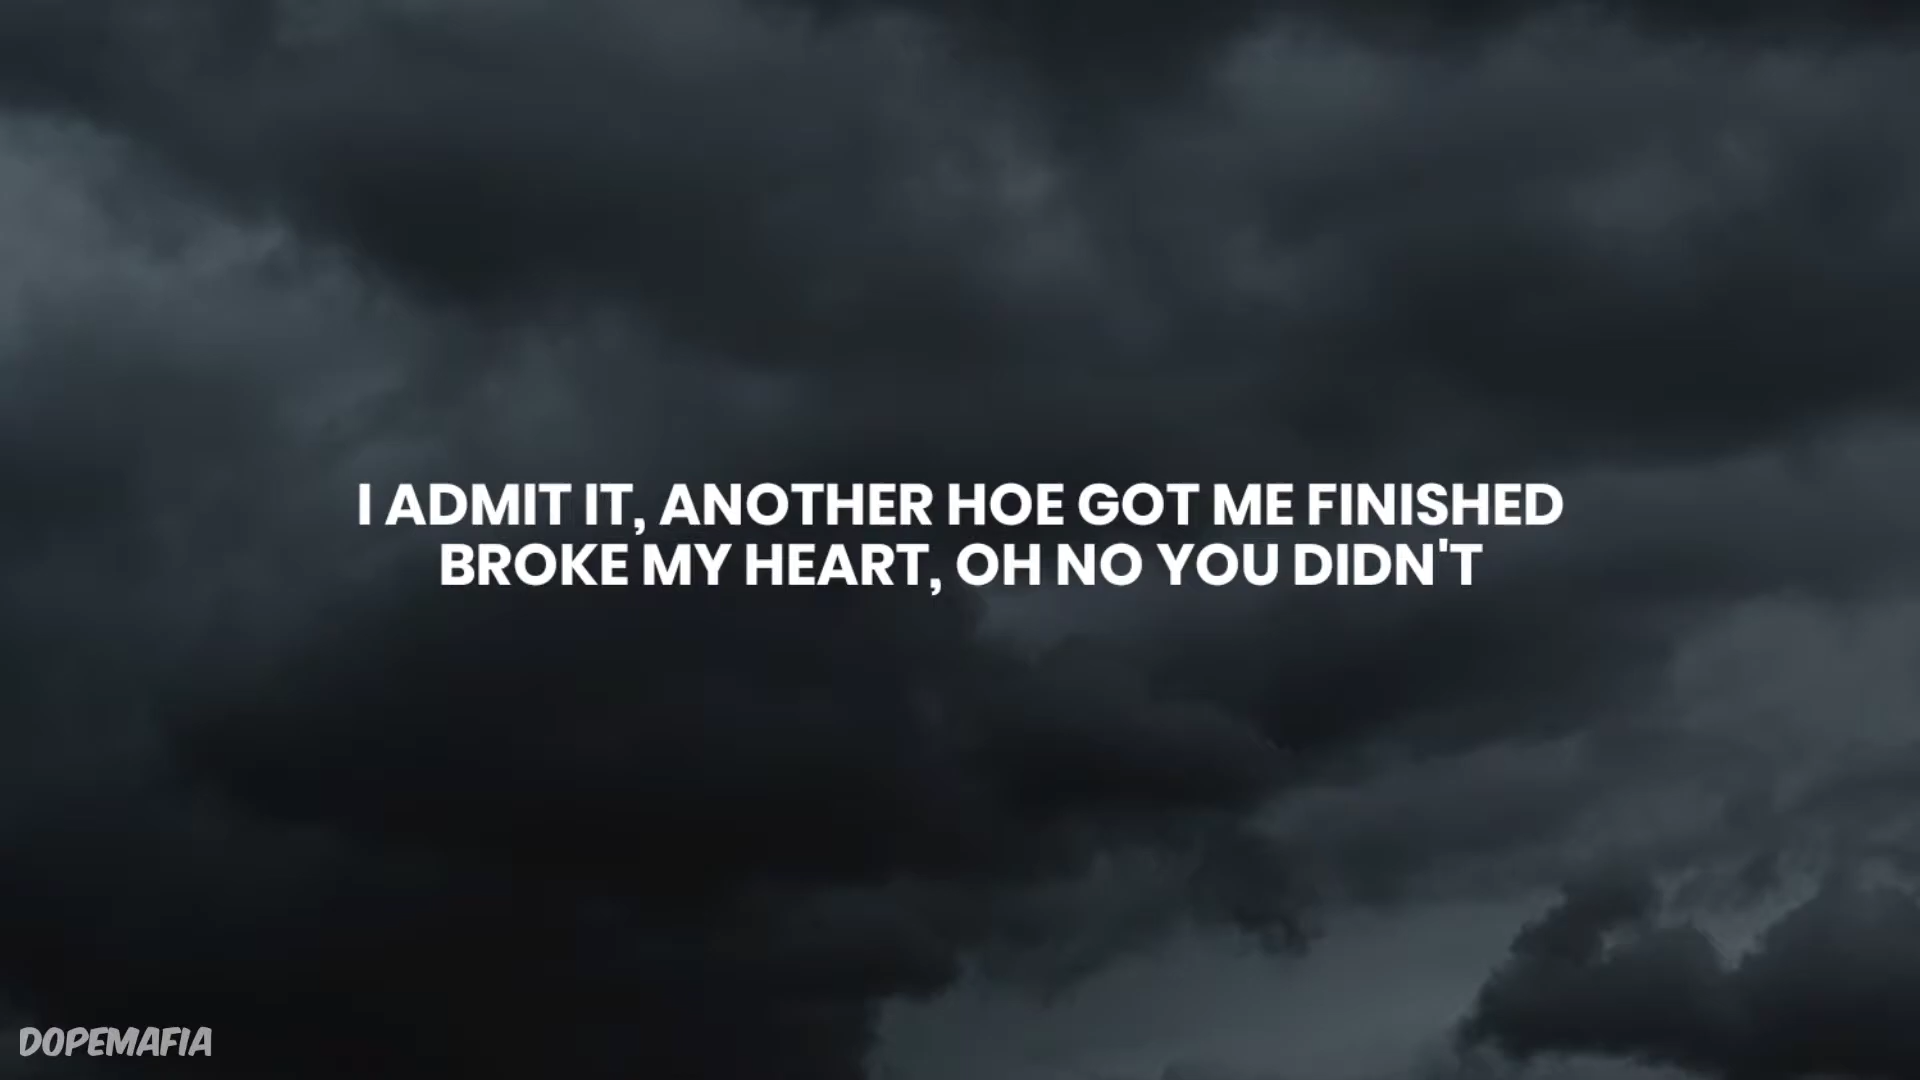 I ADMIT IT, ANOTHER HOE GOT ME FINISHED
BROKE MY HEART, OH NO YOU DIDN'T
DOPEMAFIA